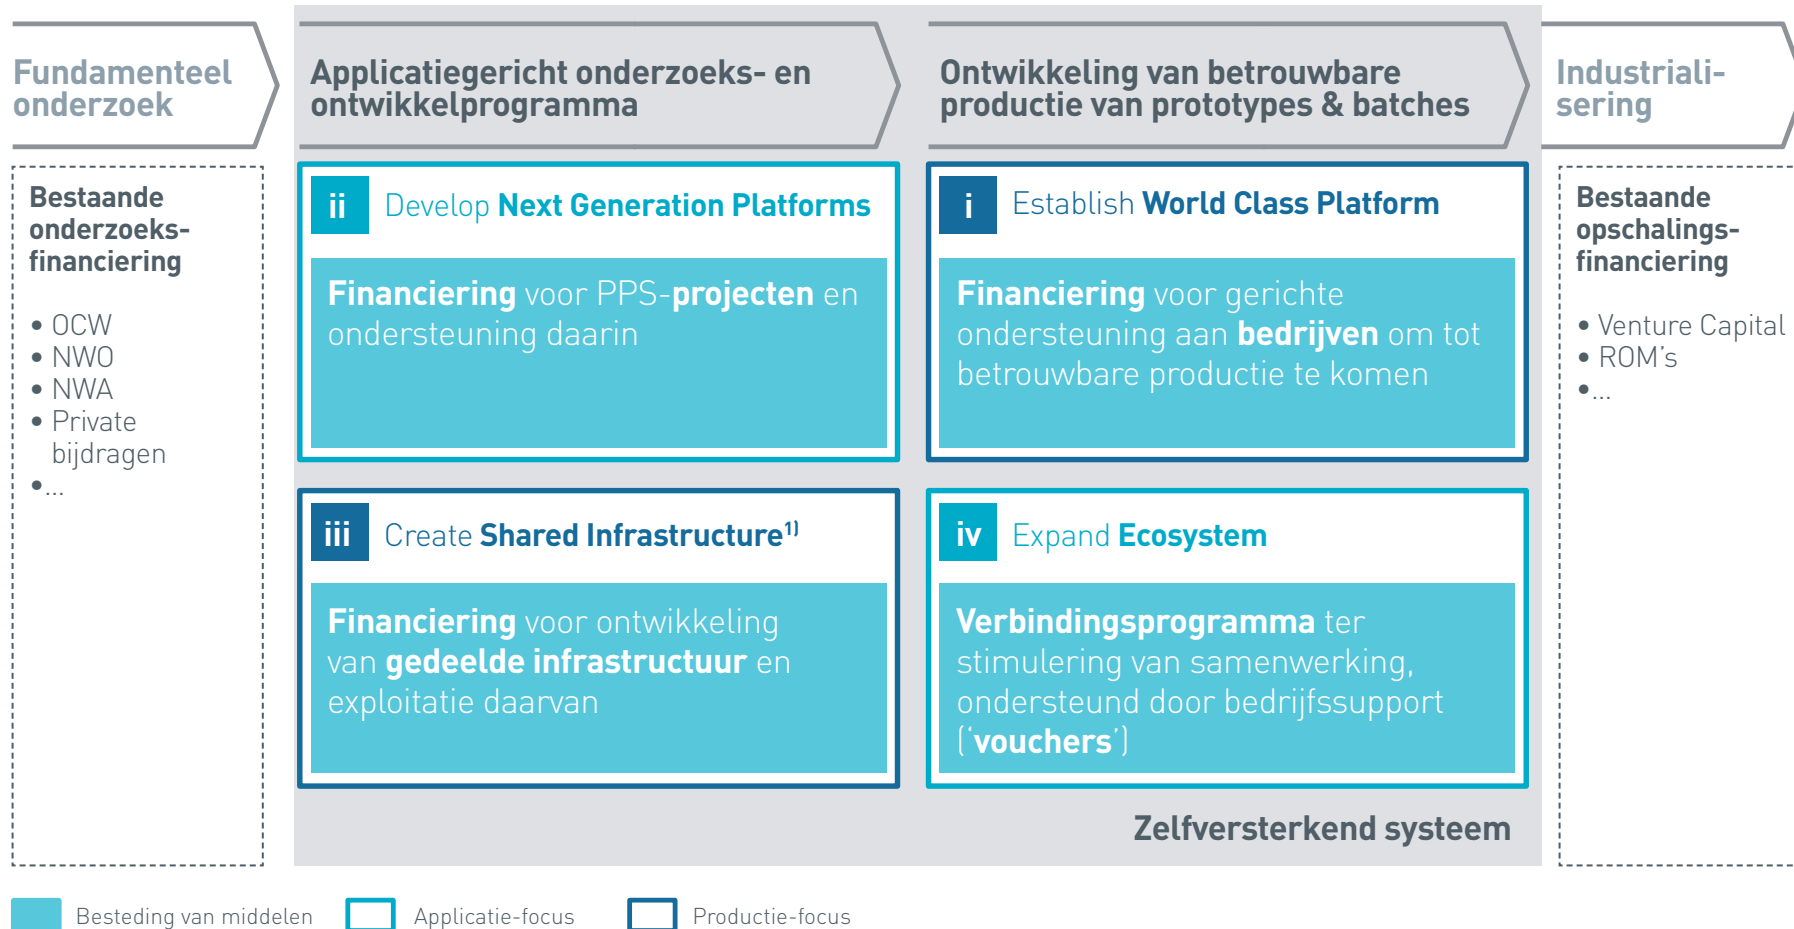 Fundamenteel
onderzoek
Applicatiegericht onderzoeks- en
ontwikkelprogramma
Ontwikkeling van betrouwbare
productie van prototypes & batches
Industriali-
sering
Bestaande
onderzoeks-
financiering
• OCW
• NWO
• NWA
• Private
bijdragen
•...
ii Develop Next Generation Platforms
Financiering voor PPS-projecten en
ondersteuning daarin
i Establish World Class Platform
Financiering voor gerichte
ondersteuning aan bedrijven om tot
betrouwbare productie te komen
iii Create Shared Infrastructure¹⁾
Financiering voor ontwikkeling
van gedeelde infrastructuur en
exploitatie daarvan
iv Expand Ecosystem
Verbindingsprogramma ter
stimulering van samenwerking,
ondersteund door bedrijfssupport
(‘vouchers’)
Zelfversterkend systeem
Bestaande
opschalings-
financiering
• Venture Capital
• ROM's
•...
Besteding van middelen
Applicatie-focus
Productie-focus